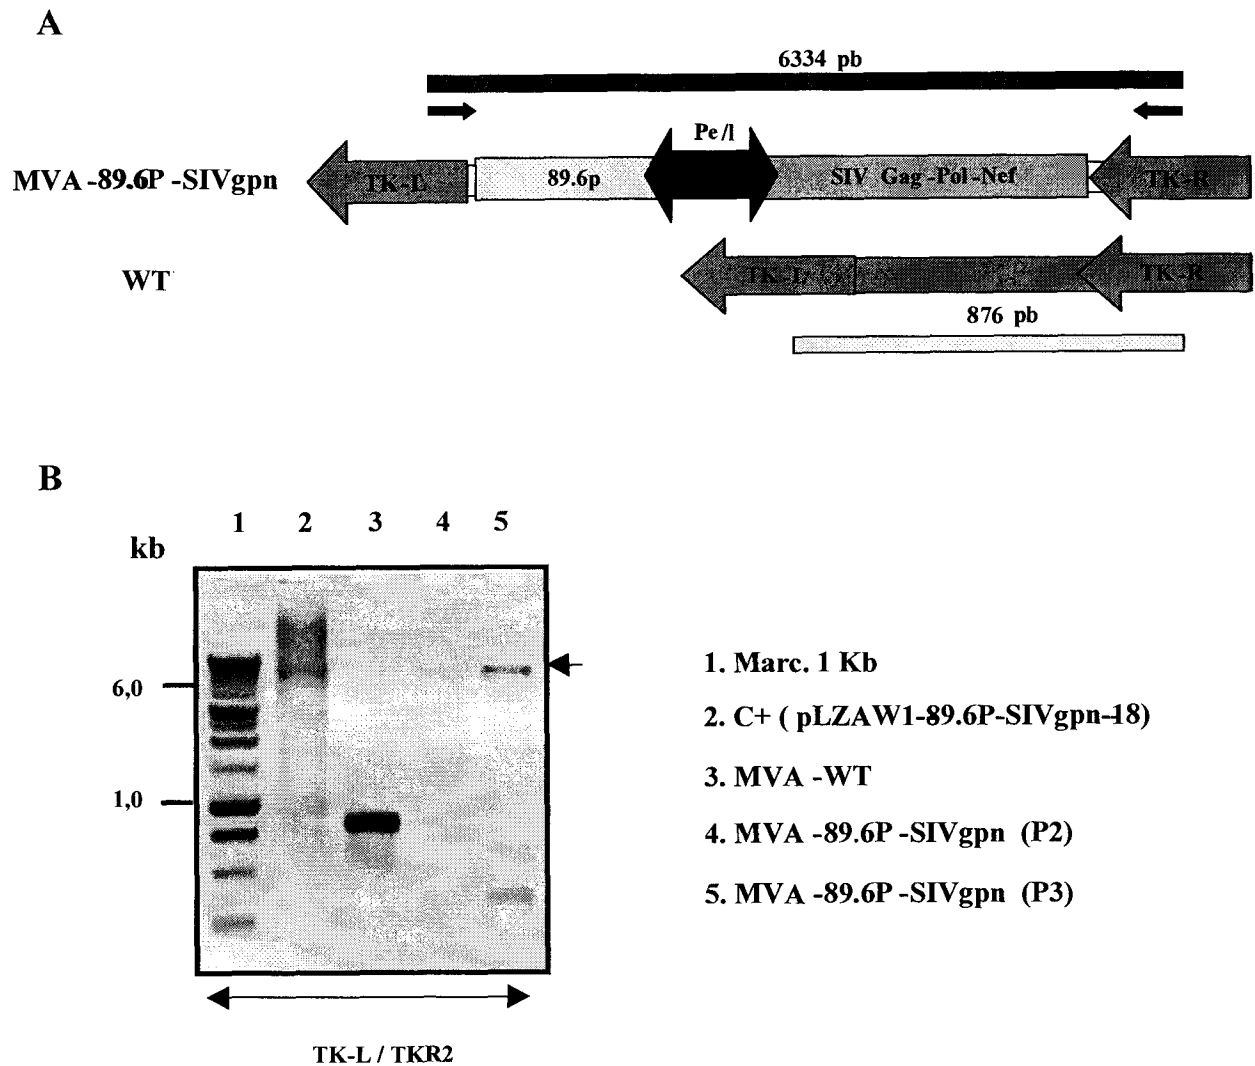 A
6334 pb
Pe/l
MVA-89.6P-SIVgpn
TK-L
89.6p
SIV Gag-Pol-Nef
TK-R
WT
TK-L
TK-R
876 pb
B
1 2 3 4 5
kb
6,0
1,0
1. Marc. 1 Kb
2. C+ ( pLZAW1-89.6P-SIVgpn-18)
3. MVA -WT
4. MVA -89.6P -SIVgpn (P2)
5. MVA -89.6P -SIVgpn (P3)
TK-L / TKR2